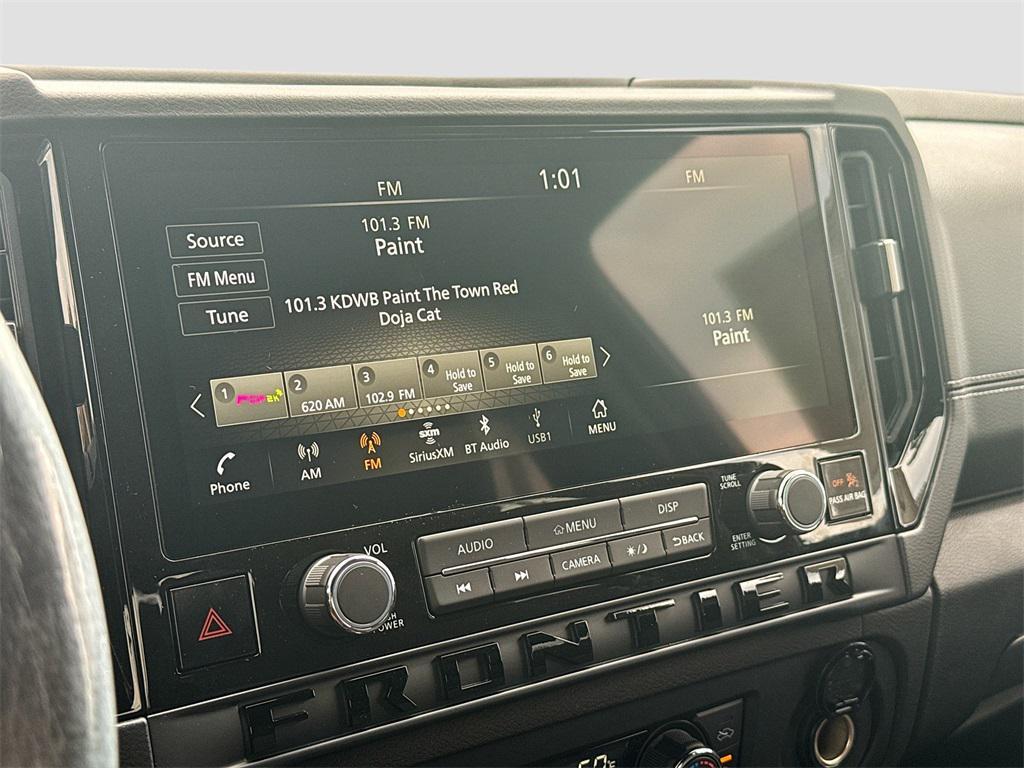 FM
1:01
FM
101.3 FM
Paint
Source
FM Menu
Tune
101.3 KDWB Paint The Town Red
Doja Cat
101.3 FM
Paint
1
2 620 AM
3 102.9 FM
4 Hold to Save
5 Hold to Save
6 Hold to Save
Phone
AM
FM
sxm
SiriusXM
BT Audio
USB1
MENU
VOL
POWER
AUDIO
MENU
DISP
CAMERA
BACK
TUNE
SCROLL
ENTER
SETTING
OFF
PASS AIR BAG
FRONTIER